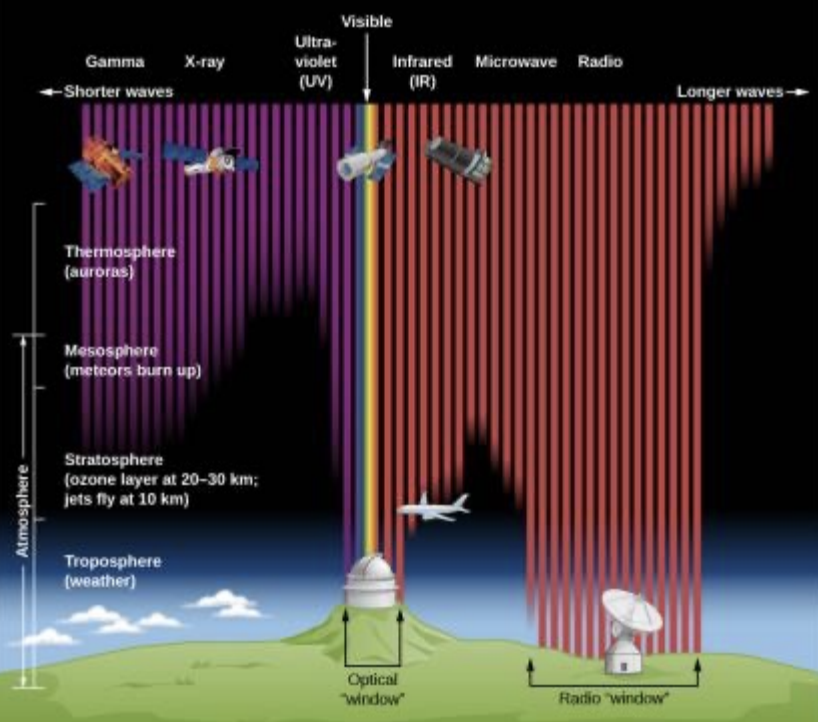 Visible
Ultra-
violet
(UV)
Gamma
X-ray
Infrared
(IR)
Microwave
Radio
Shorter waves
Longer waves
Thermosphere
(auroras)
Mesosphere
(meteors burn up)
Stratosphere
(ozone layer at 20–30 km;
jets fly at 10 km)
Atmosphere
Troposphere
(weather)
Optical
"window"
Radio "window"